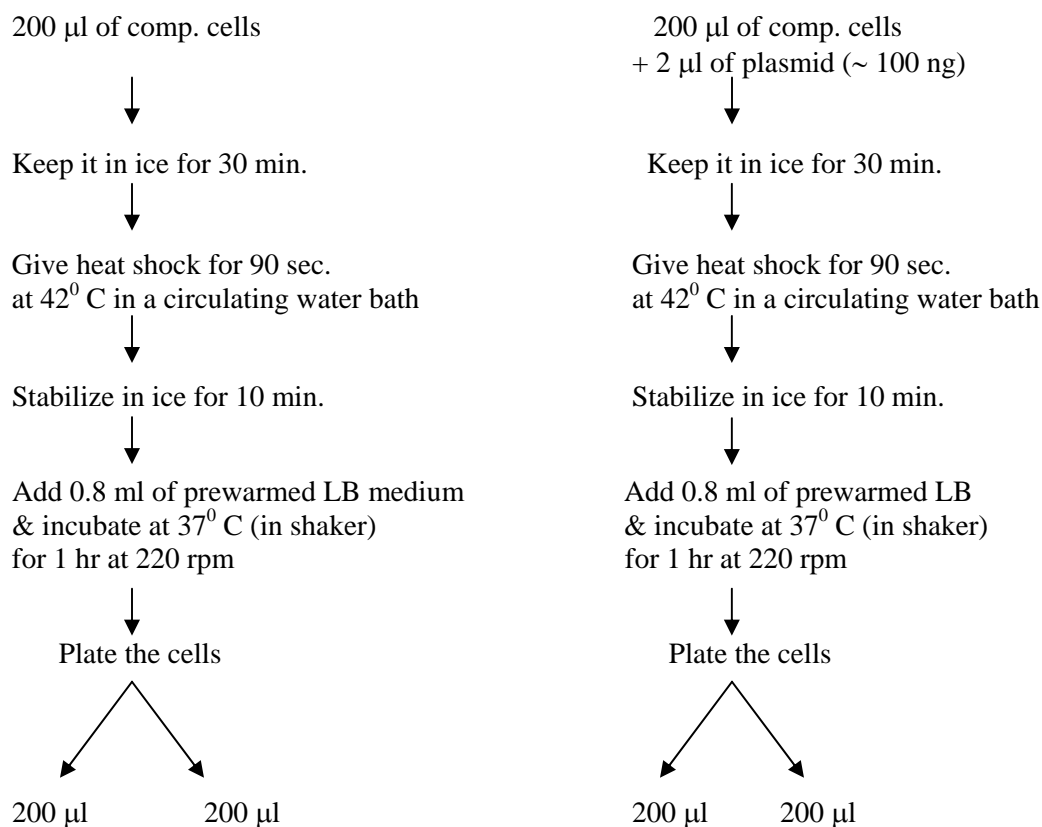 200 μl of comp. cells
Keep it in ice for 30 min.
Give heat shock for 90 sec.
at 42⁰ C in a circulating water bath
Stabilize in ice for 10 min.
Add 0.8 ml of prewarmed LB medium
& incubate at 37⁰ C (in shaker)
for 1 hr at 220 rpm
Plate the cells
200 μl
200 μl
200 μl of comp. cells
+ 2 μl of plasmid (~ 100 ng)
Keep it in ice for 30 min.
Give heat shock for 90 sec.
at 42⁰ C in a circulating water bath
Stabilize in ice for 10 min.
Add 0.8 ml of prewarmed LB
& incubate at 37⁰ C (in shaker)
for 1 hr at 220 rpm
Plate the cells
200 μl
200 μl